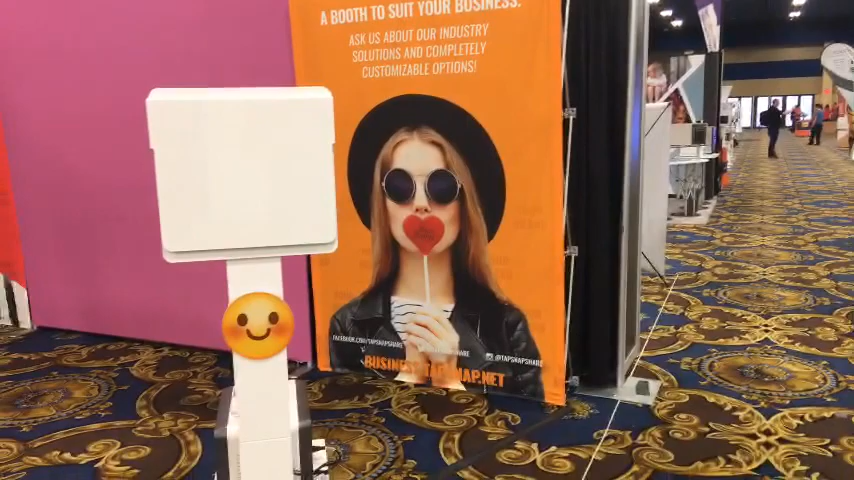 A BOOTH TO SUIT YOUR BUSINESS.
ASK US ABOUT OUR INDUSTRY
SOLUTIONS AND COMPLETELY
CUSTOMIZABLE OPTIONS!
FACEBOOK.COM/TAPSNAPSHARE
@TAPSNAPSHARE